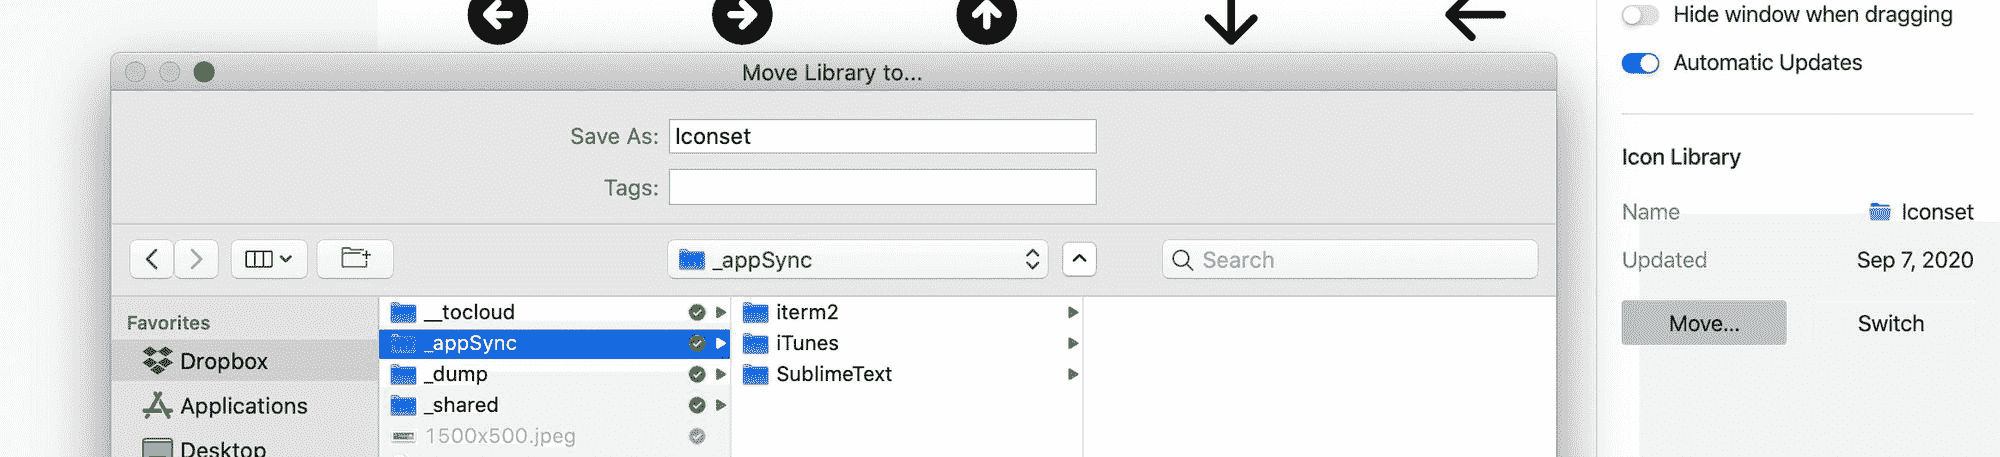 Hide window when dragging
Automatic Updates
Move Library to...
Save As: Iconset
Tags:
Icon Library
Name Iconset
Updated Sep 7, 2020
Move... Switch
_appSync
Search
Favorites
Dropbox
Applications
Desktop
__tocloud
_appSync
_dump
_shared
1500x500.jpeg
iterm2
iTunes
SublimeText